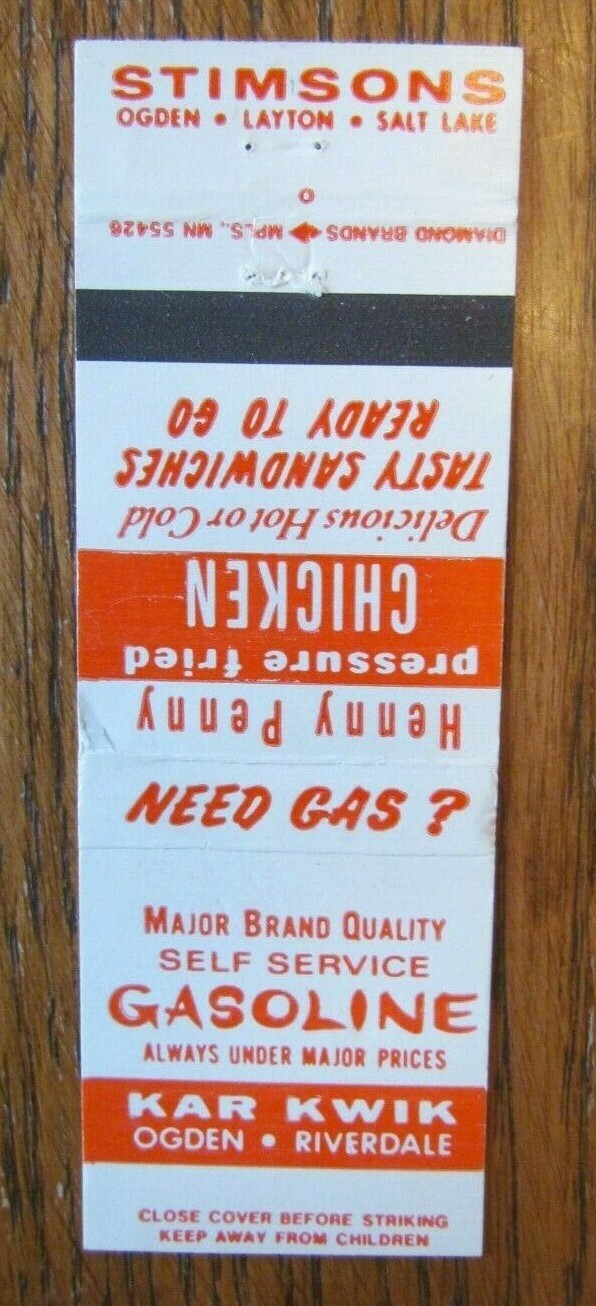 STIMSONS
OGDEN • LAYTON • SALT LAKE
O
DIAMOND BRANDS MPLS., MN 55426
Henny Penny
pressure fried
CHICKEN
Delicious Hot or Cold
TASTY SANDWICHES
READY TO GO
NEED GAS ?
MAJOR BRAND QUALITY
SELF SERVICE
GASOLINE
ALWAYS UNDER MAJOR PRICES
KAR KWIK
OGDEN • RIVERDALE
CLOSE COVER BEFORE STRIKING
KEEP AWAY FROM CHILDREN